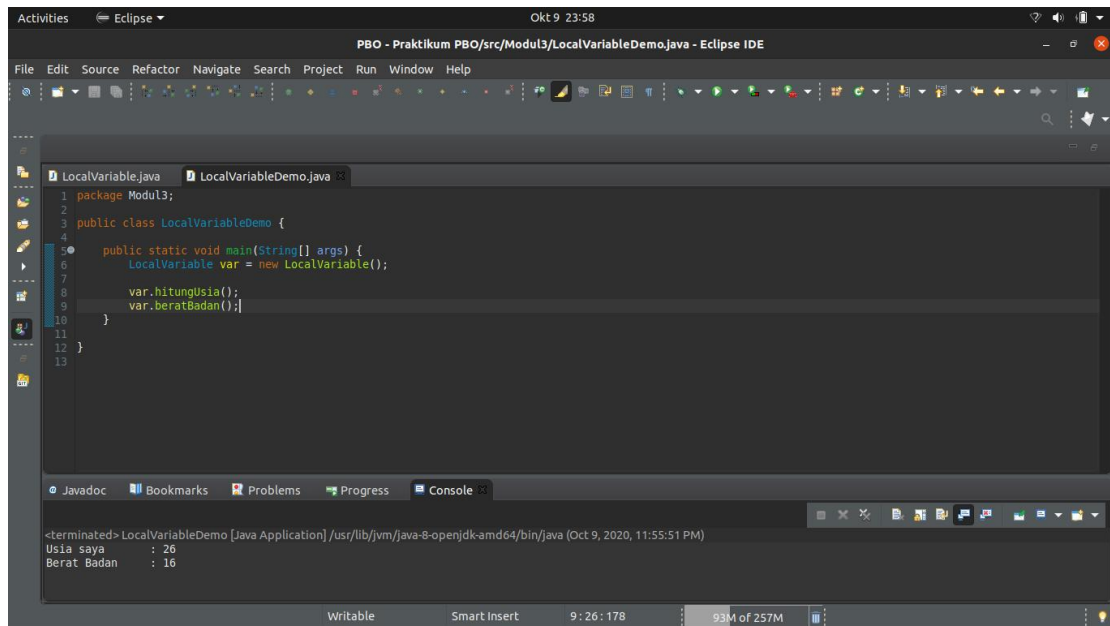 Activities Eclipse Okt 9 23:58
PBO - Praktikum PBO/src/Modul3/LocalVariableDemo.java - Eclipse IDE
File Edit Source Refactor Navigate Search Project Run Window Help
LocalVariable.java LocalVariableDemo.java
1 package Modul3;
2
3 public class LocalVariableDemo {
4
5 public static void main(String[] args) {
6 LocalVariable var = new LocalVariable();
7
8 var.hitungUsia();
9 var.beratBadan();
10 }
11
12 }
13
Javadoc Bookmarks Problems Progress Console
<terminated> LocalVariableDemo [Java Application] /usr/lib/jvm/java-8-openjdk-amd64/bin/java (Oct 9, 2020, 11:55:51 PM)
Usia saya : 26
Berat Badan : 16
Writable Smart Insert 9 : 26 : 178 93M of 257M